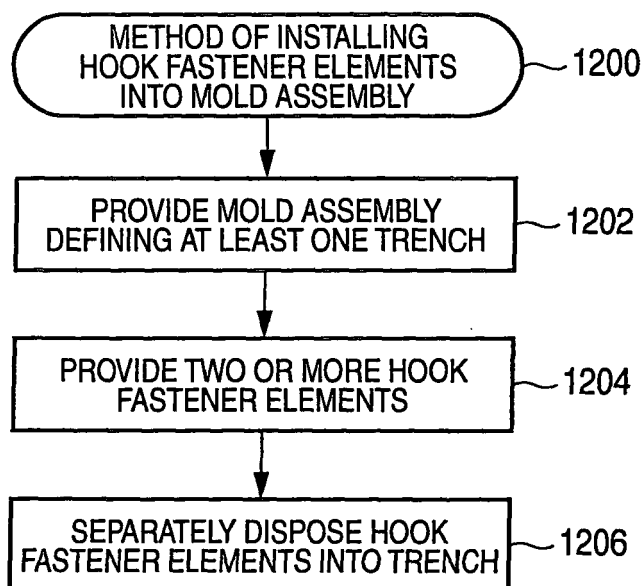 METHOD OF INSTALLING
HOOK FASTENER ELEMENTS
INTO MOLD ASSEMBLY
1200
PROVIDE MOLD ASSEMBLY
DEFINING AT LEAST ONE TRENCH
1202
PROVIDE TWO OR MORE HOOK
FASTENER ELEMENTS
1204
SEPARATELY DISPOSE HOOK
FASTENER ELEMENTS INTO TRENCH
1206